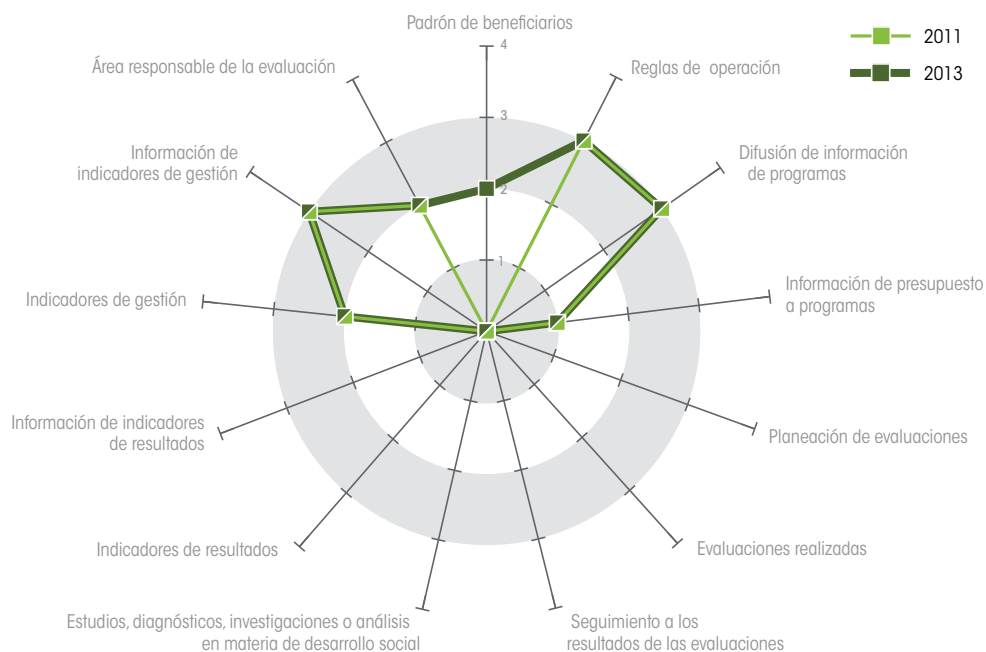 Padrón de beneficiarios
4
3
2
1
2011
2013
Reglas de operación
Difusión de información
de programas
Información de presupuesto
a programas
Planeación de evaluaciones
Evaluaciones realizadas
Seguimiento a los
resultados de las evaluaciones
Estudios, diagnósticos, investigaciones o análisis
en materia de desarrollo social
Indicadores de resultados
Información de indicadores
de resultados
Indicadores de gestión
Información de
indicadores de gestión
Área responsable de la evaluación